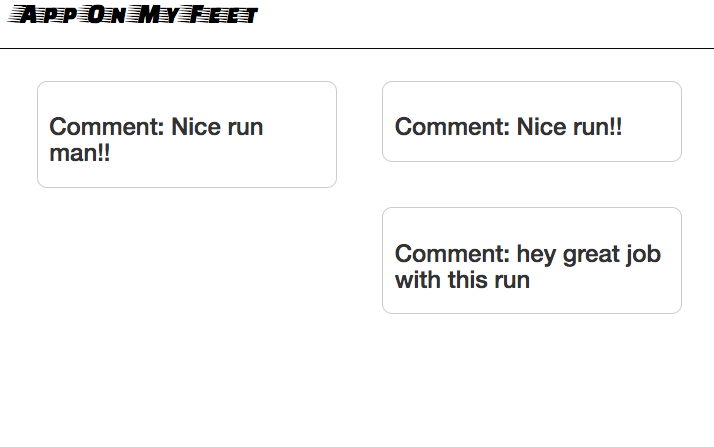 App On My Feet
Comment: Nice run
man!!
Comment: Nice run!!
Comment: hey great job
with this run